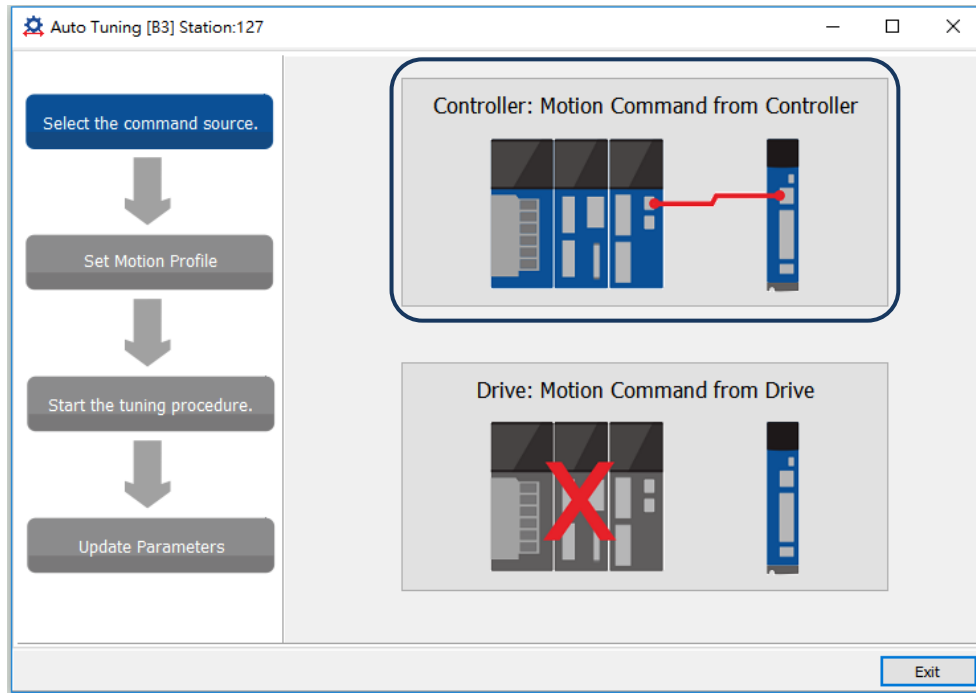 Auto Tuning [B3] Station:127
Select the command source.
Set Motion Profile
Start the tuning procedure.
Update Parameters
Controller: Motion Command from Controller
Drive: Motion Command from Drive
Exit